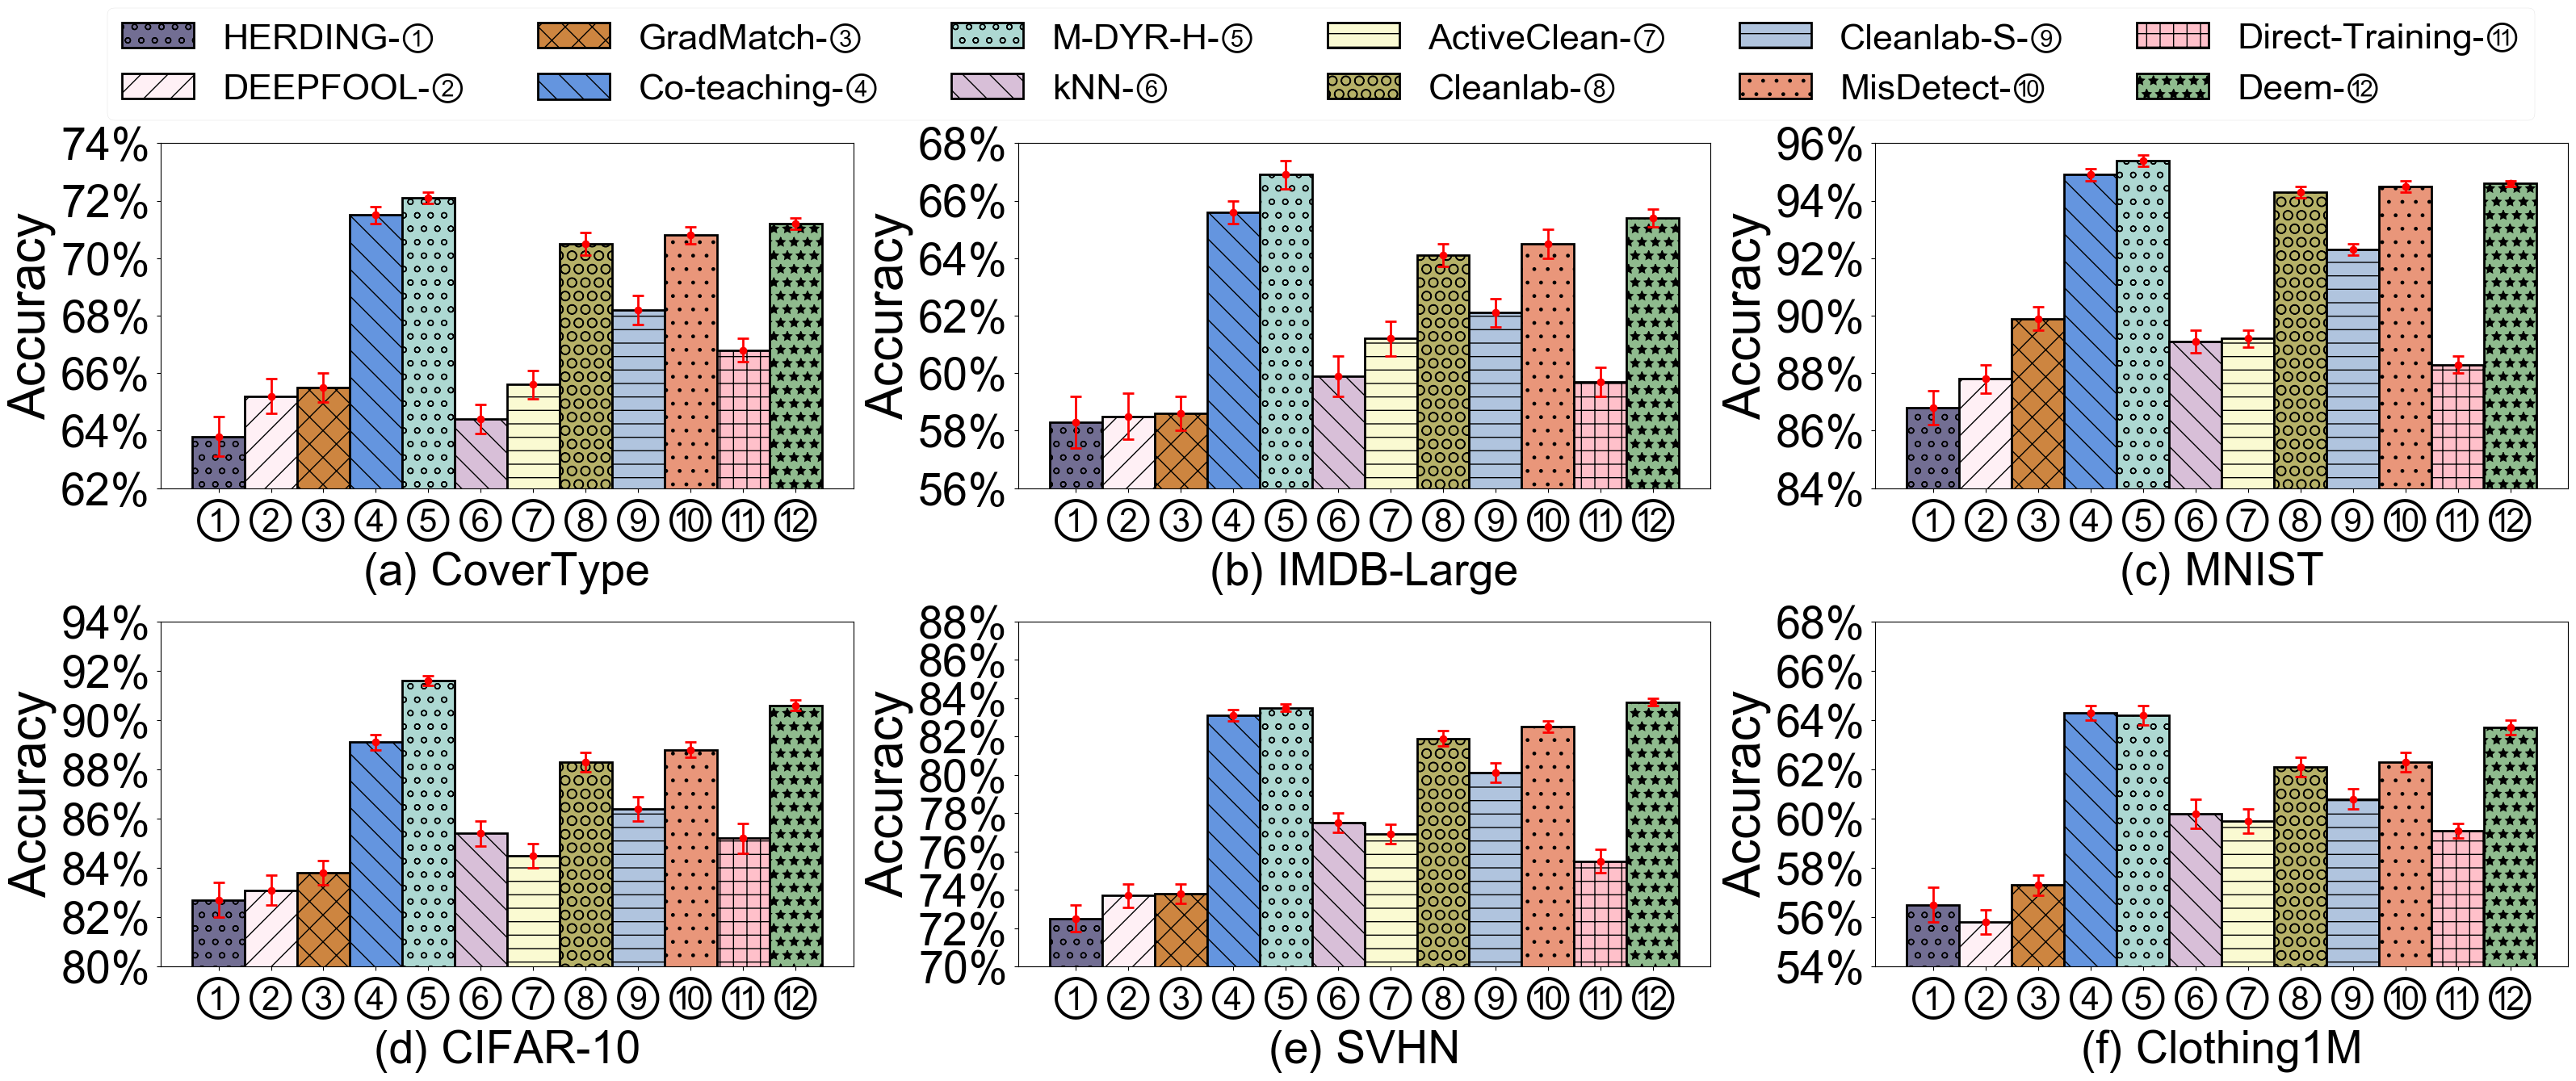 HERDING-① GradMatch-③ M-DYR-H-⑤ ActiveClean-⑦ Cleanlab-S-⑨ Direct-Training-⑪
DEEPFOOL-② Co-teaching-④ kNN-⑥ Cleanlab-⑧ MisDetect-⑩ Deem-⑫
Accuracy
74%
72%
70%
68%
66%
64%
62%
① ② ③ ④ ⑤ ⑥ ⑦ ⑧ ⑨ ⑩ ⑪ ⑫
(a) CoverType
Accuracy
68%
66%
64%
62%
60%
58%
56%
① ② ③ ④ ⑤ ⑥ ⑦ ⑧ ⑨ ⑩ ⑪ ⑫
(b) IMDB-Large
Accuracy
96%
94%
92%
90%
88%
86%
84%
① ② ③ ④ ⑤ ⑥ ⑦ ⑧ ⑨ ⑩ ⑪ ⑫
(c) MNIST
Accuracy
94%
92%
90%
88%
86%
84%
82%
80%
① ② ③ ④ ⑤ ⑥ ⑦ ⑧ ⑨ ⑩ ⑪ ⑫
(d) CIFAR-10
Accuracy
88%
86%
84%
82%
80%
78%
76%
74%
72%
70%
① ② ③ ④ ⑤ ⑥ ⑦ ⑧ ⑨ ⑩ ⑪ ⑫
(e) SVHN
Accuracy
68%
66%
64%
62%
60%
58%
56%
54%
① ② ③ ④ ⑤ ⑥ ⑦ ⑧ ⑨ ⑩ ⑪ ⑫
(f) Clothing1M